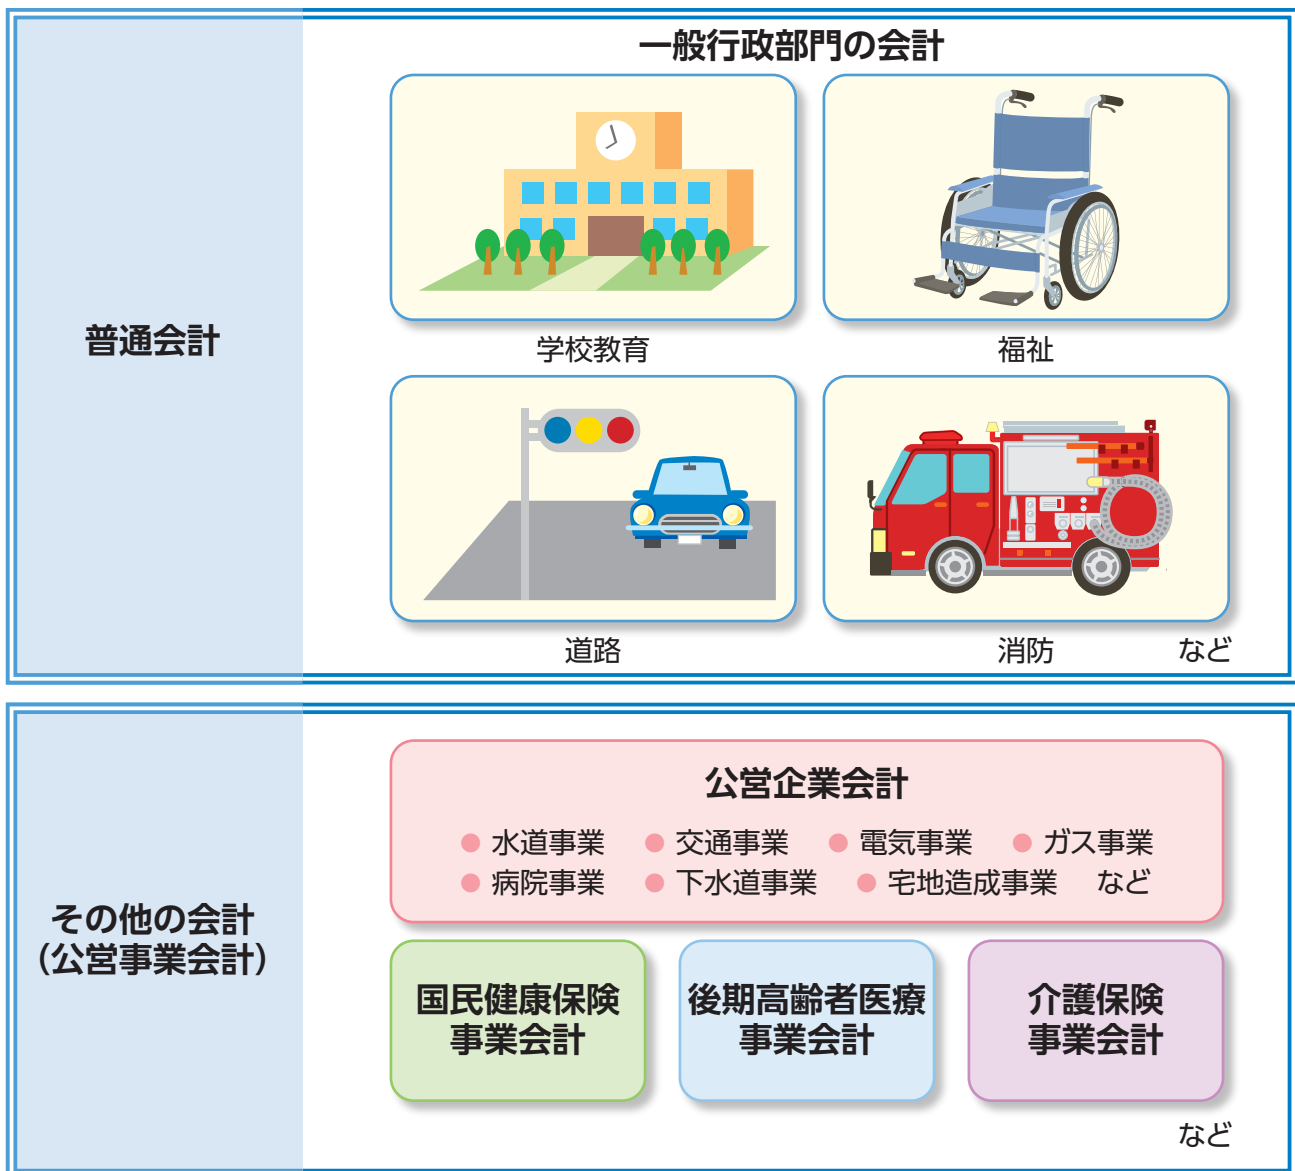 一般行政部門の会計
普通会計
学校教育
福祉
道路
消防
など
その他の会計
（公営事業会計）
公営企業会計
● 水道事業 ● 交通事業 ● 電気事業 ● ガス事業
● 病院事業 ● 下水道事業 ● 宅地造成事業 など
国民健康保険
事業会計
後期高齢者医療
事業会計
介護保険
事業会計
など